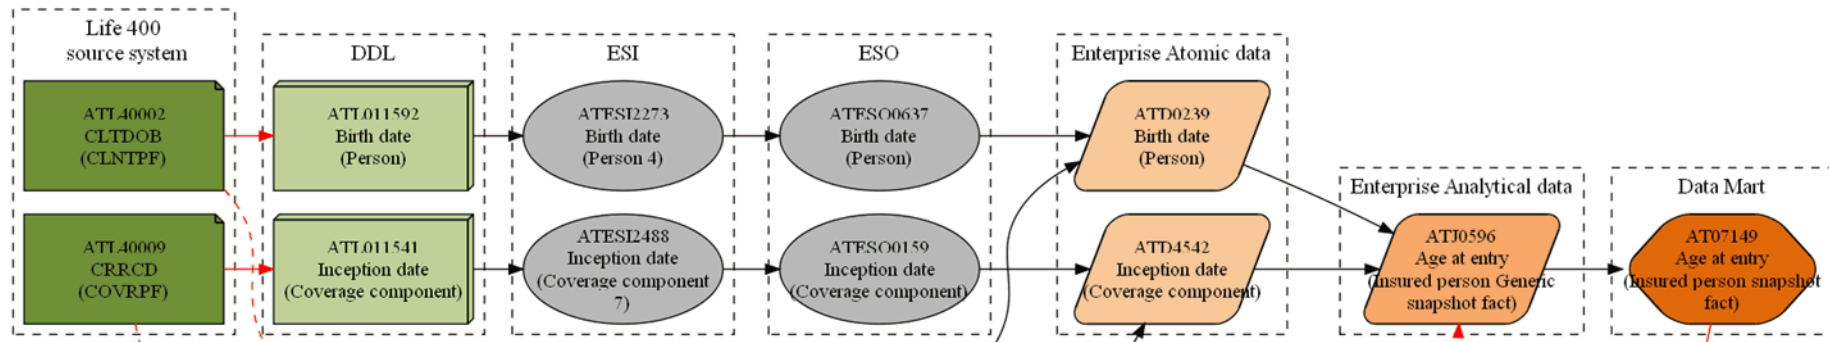 Life 400
source system
DDL
ESI
ESO
Enterprise Atomic data
Enterprise Analytical data
Data Mart
ATL40002
CLTDOB
(CLNTPF)
ATL011592
Birth date
(Person)
ATESI2273
Birth date
(Person 4)
ATESO0637
Birth date
(Person)
ATD0239
Birth date
(Person)
ATL40009
CRRCD
(COVRPF)
ATL011541
Inception date
(Coverage component)
ATESI2488
Inception date
(Coverage component
7)
ATESO0159
Inception date
(Coverage component)
ATD4542
Inception date
(Coverage component)
ATJ0596
Age at entry
(Insured person Generic
snapshot fact)
AT07149
Age at entry
(Insured person snapshot
fact)